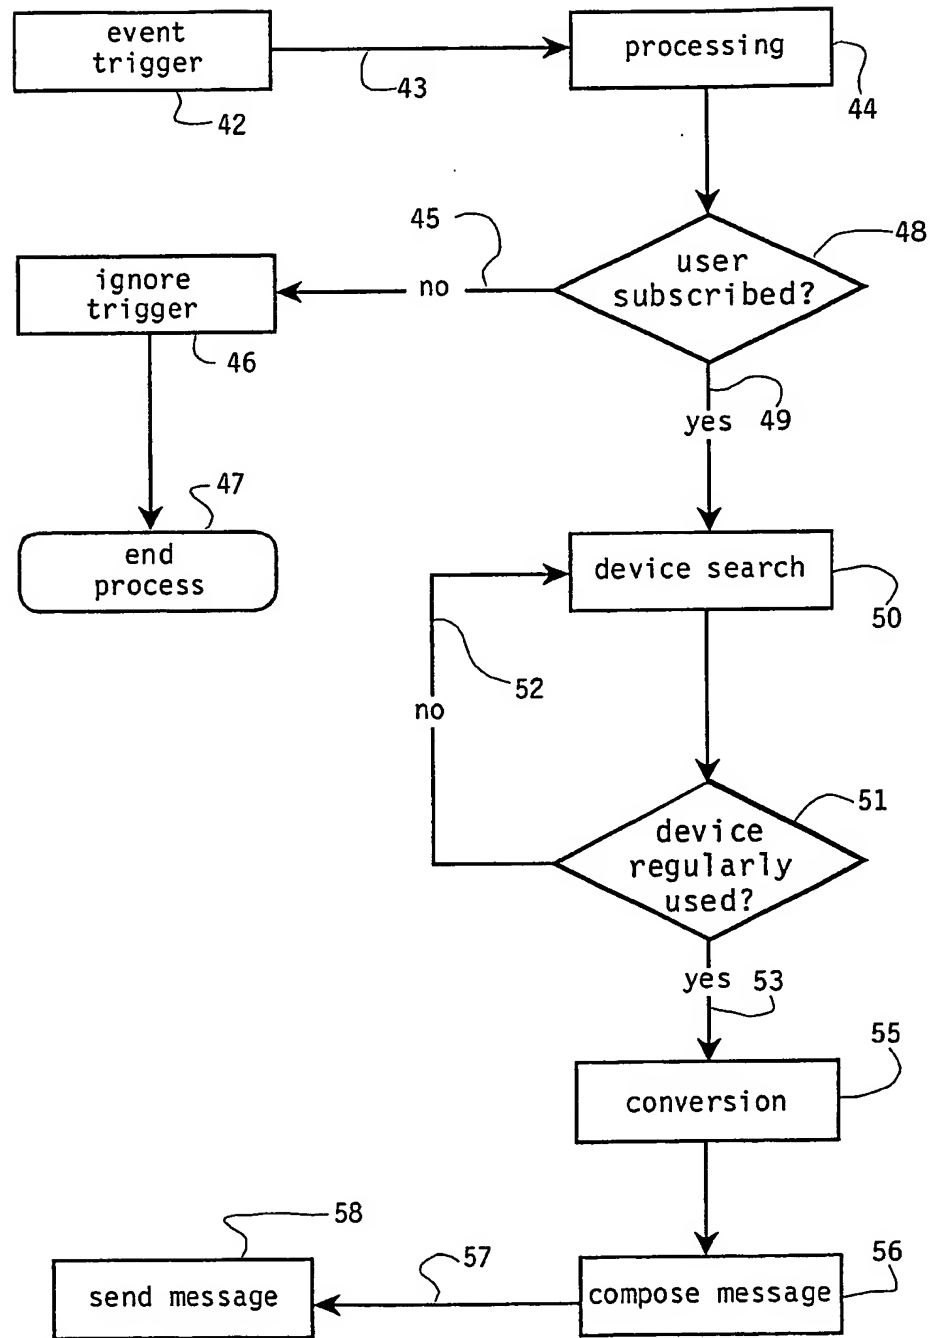 event
trigger
43
processing
42
44
45
48
user
subscribed?
no
ignore
trigger
46
yes 49
47
end
process
device search
50
52
no
51
device
regularly
used?
yes 53
55
conversion
58
57
56
send message
compose message